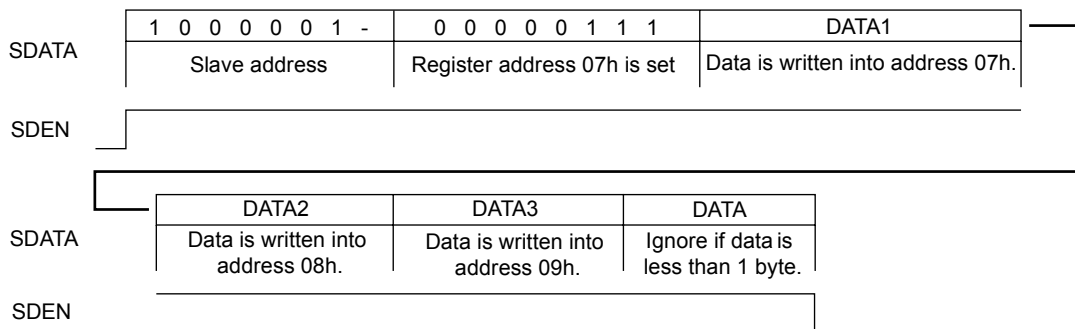 1 0 0 0 0 0 1 - 0 0 0 0 0 1 1 1 DATA1
SDATA
Slave address Register address 07h is set Data is written into address 07h.
SDEN
DATA2 DATA3 DATA
SDATA
Data is written into Data is written into Ignore if data is
address 08h. address 09h. less than 1 byte.
SDEN